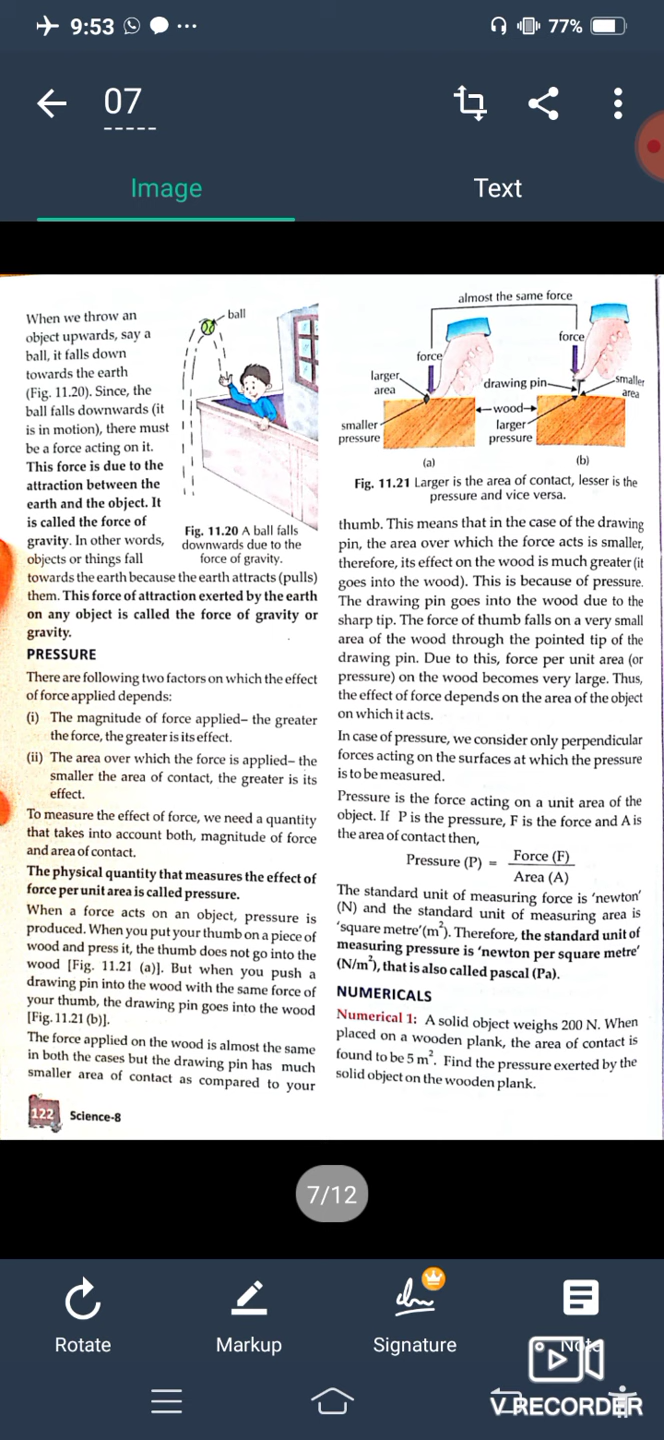 9:53
77%
07
Image
Text
When we throw an
object upwards, say a
ball, it falls down
towards the earth
(Fig. 11.20). Since, the
ball falls downwards (it
is in motion), there must
be a force acting on it.
This force is due to the
attraction between the
earth and the object. It
is called the force of
gravity. In other words,
objects or things fall
towards the earth because the earth attracts (pulls)
them. This force of attraction exerted by the earth
on any object is called the force of gravity or
gravity.
ball
Fig. 11.20 A ball falls
downwards due to the
force of gravity.
PRESSURE
There are following two factors on which the effect
of force applied depends:
(i) The magnitude of force applied– the greater
the force, the greater is its effect.
(ii) The area over which the force is applied– the
smaller the area of contact, the greater is its
effect.
To measure the effect of force, we need a quantity
that takes into account both, magnitude of force
and area of contact.
The physical quantity that measures the effect of
force per unit area is called pressure.
When a force acts on an object, pressure is
produced. When you put your thumb on a piece of
wood and press it, the thumb does not go into the
wood [Fig. 11.21 (a)]. But when you push a
drawing pin into the wood with the same force of
your thumb, the drawing pin goes into the wood
[Fig. 11.21 (b)].
The force applied on the wood is almost the same
in both the cases but the drawing pin has much
smaller area of contact as compared to your
122 Science-8
almost the same force
force
force
larger
area
drawing pin
smaller
area
smaller
pressure
wood
larger
pressure
(a)
(b)
Fig. 11.21 Larger is the area of contact, lesser is the
pressure and vice versa.
thumb. This means that in the case of the drawing
pin, the area over which the force acts is smaller,
therefore, its effect on the wood is much greater (it
goes into the wood). This is because of pressure.
The drawing pin goes into the wood due to the
sharp tip. The force of thumb falls on a very small
area of the wood through the pointed tip of the
drawing pin. Due to this, force per unit area (or
pressure) on the wood becomes very large. Thus,
the effect of force depends on the area of the object
on which it acts.
In case of pressure, we consider only perpendicular
forces acting on the surfaces at which the pressure
is to be measured.
Pressure is the force acting on a unit area of the
object. If P is the pressure, F is the force and A is
the area of contact then,
Pressure (P) = Force (F)
Area (A)
The standard unit of measuring force is 'newton'
(N) and the standard unit of measuring area is
'square metre'(m²). Therefore, the standard unit of
measuring pressure is 'newton per square metre'
(N/m²), that is also called pascal (Pa).
NUMERICALS
Numerical 1: A solid object weighs 200 N. When
placed on a wooden plank, the area of contact is
found to be 5 m². Find the pressure exerted by the
solid object on the wooden plank.
7/12
Rotate
Markup
Signature
Note
V RECORDER